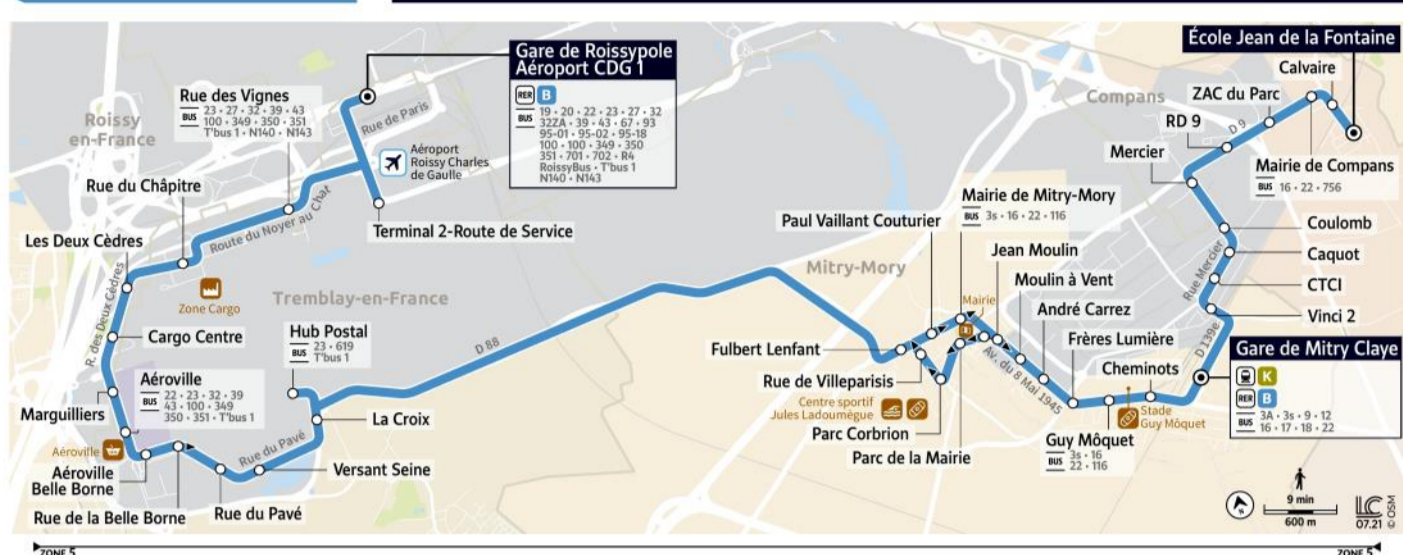 Gare de Roissypole
Aéroport CDG 1
RER B
BUS 19 • 20 • 22 • 23 • 27 • 32
32ZA • 39 • 43 • 67 • 93
95-01 • 95-02 • 95-18
100 • 100 • 349 • 350
351 • 701 • 702 • R4
RoissyBus • T'bus 1
N140 • N143
École Jean de la Fontaine
Calvaire
ZAC du Parc
Compans
RD 9
D 9
Mercier
Mairie de Compans
BUS 16 • 22 • 756
Rue des Vignes
BUS 23 • 27 • 32 • 39 • 43
100 • 349 • 350 • 351
T'bus 1 • N140 • N143
Roissy
en-France
Rue de Paris
Aéroport
Roissy Charles
de Gaulle
Rue du Châpitre
Route du Noyer au Chat
Terminal 2-Route de Service
Les Deux Cèdres
R. des Deux Cèdres
Zone Cargo
Tremblay-en-France
Cargo Centre
Hub Postal
BUS 23 • 619
T'bus 1
D 88
Aéroville
BUS 22 • 23 • 32 • 39
43 • 100 • 349
350 • 351 • T'bus 1
Marguilliers
Aéroville
Aéroville
Belle Borne
Rue de la Belle Borne
Rue du Pavé
Rue du Pavé
La Croix
Versant Seine
Mairie de Mitry-Mory
BUS 3s • 16 • 22 • 116
Paul Vaillant Couturier
Mitry-Mory
Jean Moulin
Mairie
Moulin à Vent
André Carrez
Fulbert Lenfant
Rue de Villeparisis
Centre sportif
Jules Ladoumègue
Parc Corbrion
Parc de la Mairie
Av. du 8 Mai 1945
Frères Lumière
Cheminots
Guy Môquet
BUS 3s • 16
22 • 116
Stade
Guy Môquet
Coulomb
Caquot
CTCI
Vinci 2
Rue Mercier
D 139e
Gare de Mitry Claye
K
RER B
BUS 3A • 3s • 9 • 12
16 • 17 • 18 • 22
N
9 min
600 m
LC
07.21
© OSM
ZONE 5
ZONE 5